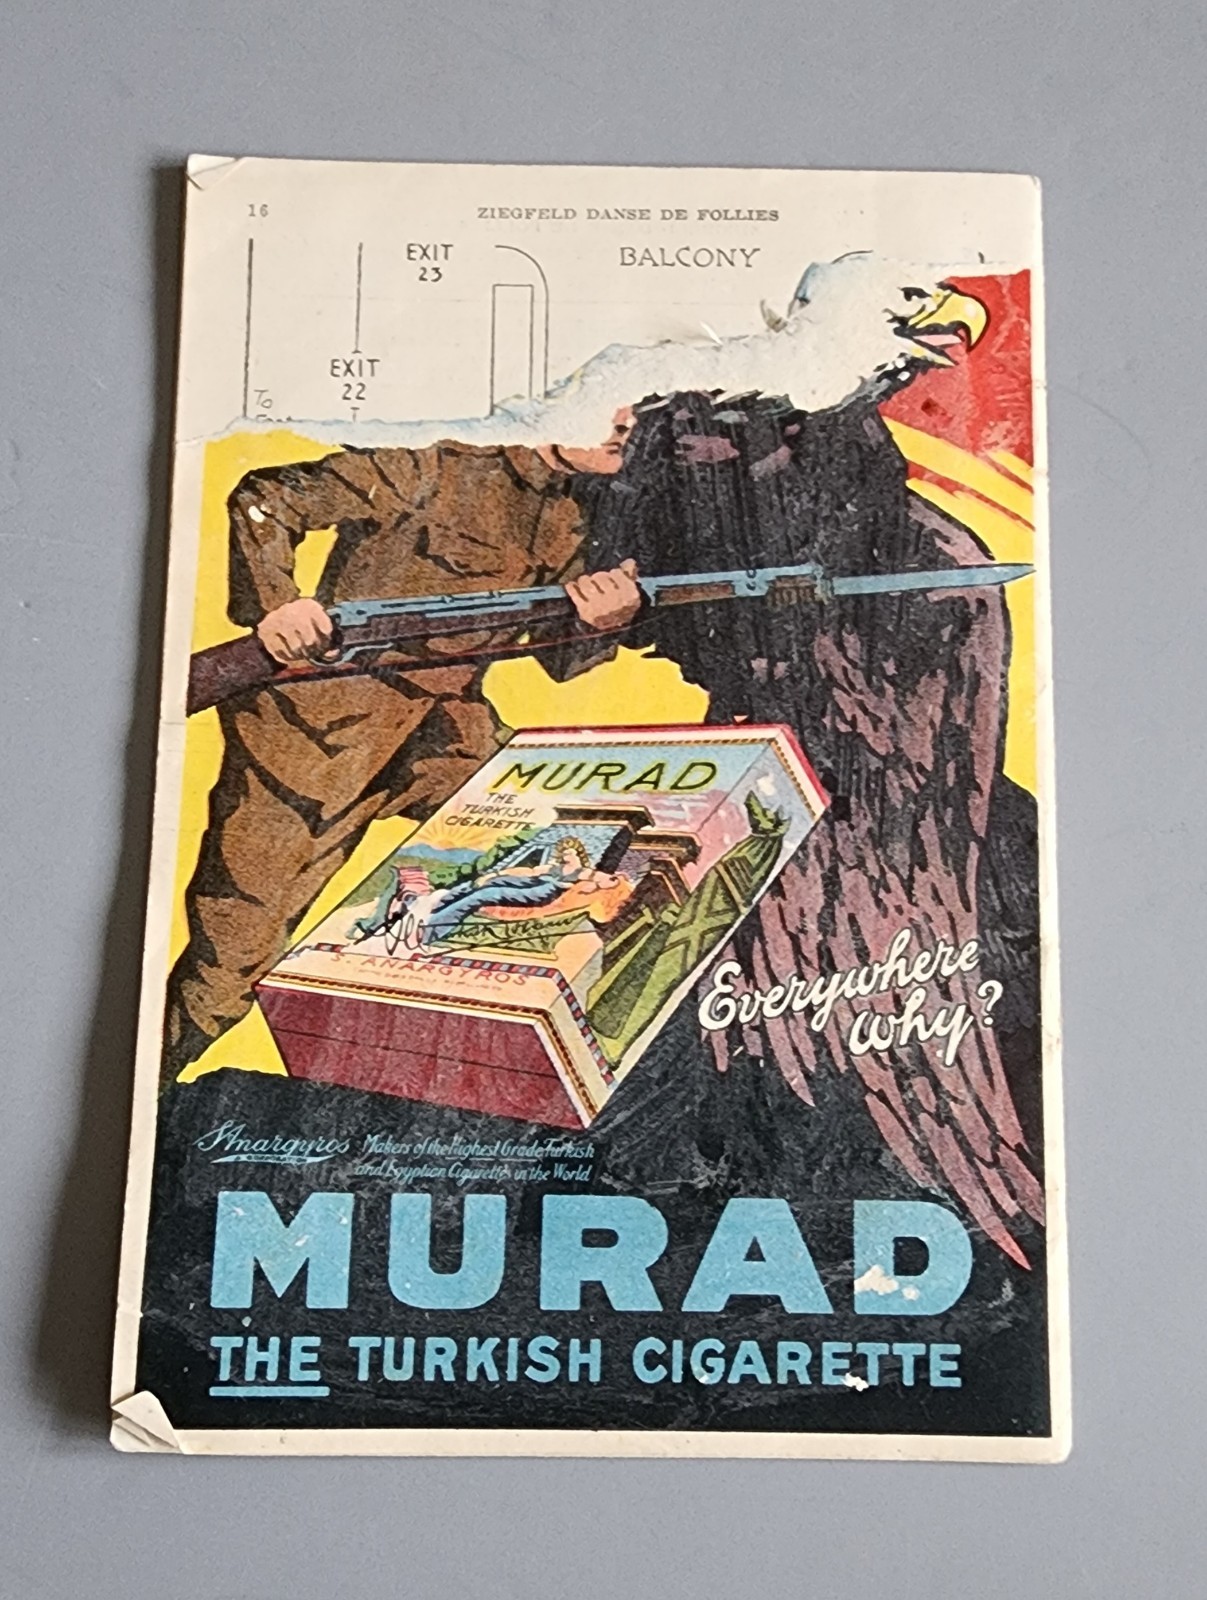 16
ZIEGFELD DANSE DE FOLLIES
EXIT
23
BALCONY
EXIT
22
To
MURAD
THE
TURKISH
CIGARETTE
S. ANARGYROS
Everywhere
why?
S. Anargyros
CORPORATION
Makers of the Highest Grade Turkish
and Egyptian Cigarettes in the World
MURAD
THE TURKISH CIGARETTE